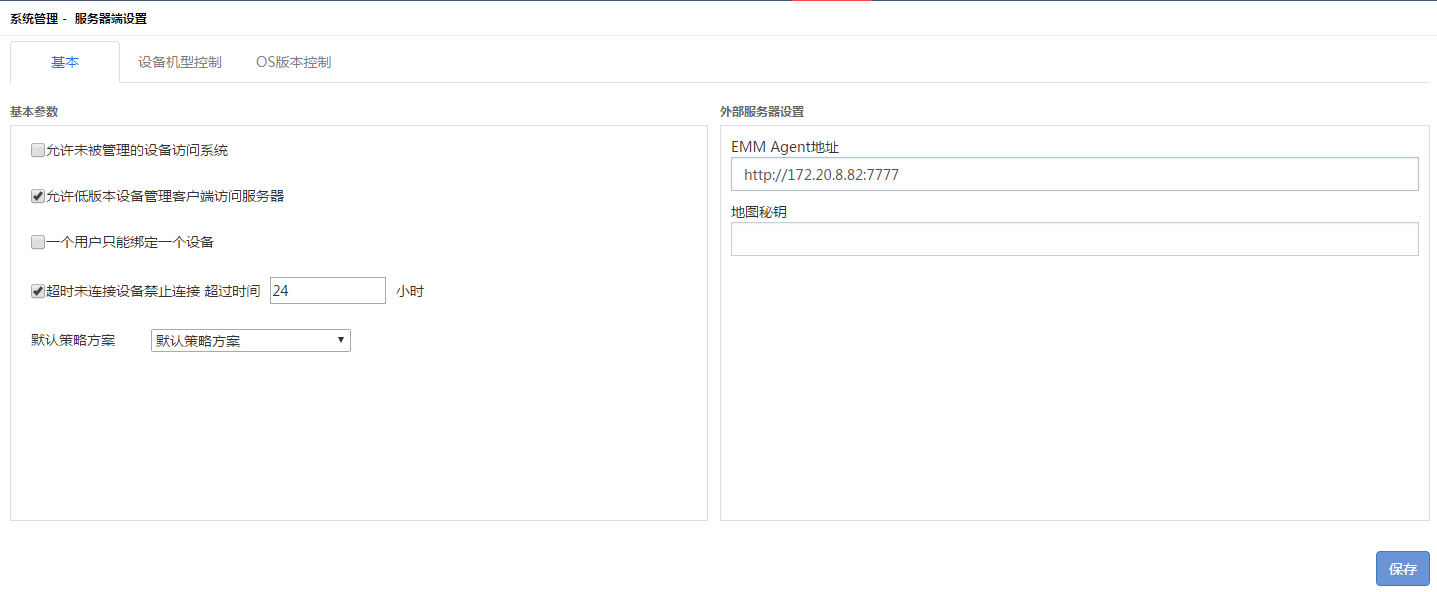 系统管理 - 服务器端设置
基本 设备机型控制 OS版本控制
基本参数
允许未被管理的设备访问系统
允许低版本设备管理客户端访问服务器
一个用户只能绑定一个设备
超时未连接设备禁止连接 超过时间 24 小时
默认策略方案 默认策略方案
外部服务器设置
EMM Agent地址
http://172.20.8.82:7777
地图秘钥
保存